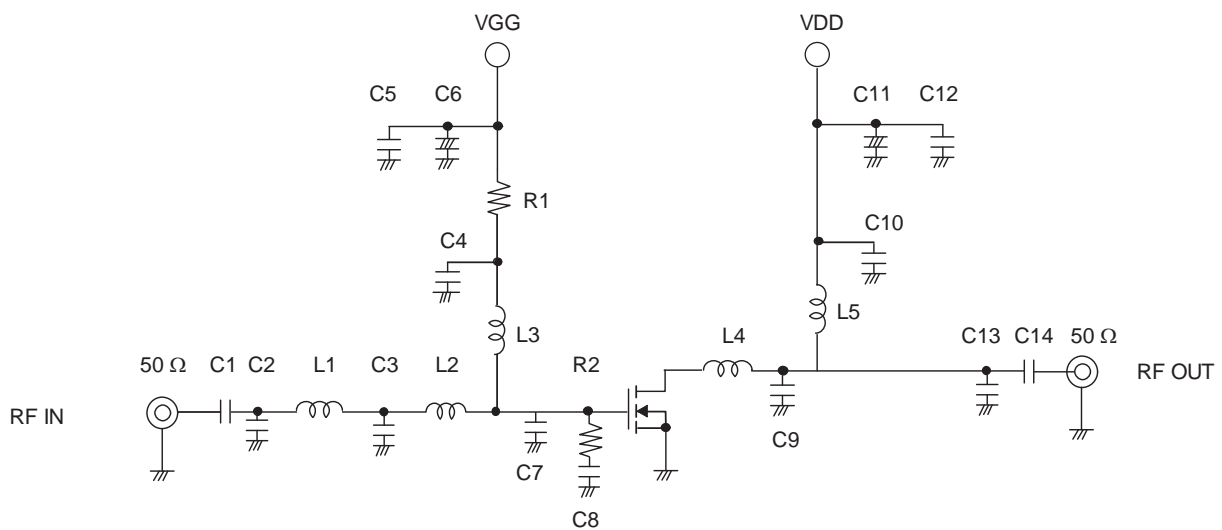 VGG
VDD
C5
C6
C11
C12
R1
C4
C10
L3
L5
L4
C13
C14
50 Ω
50 Ω
C1
C2
L1
C3
L2
R2
RF OUT
RF IN
C9
C7
C8